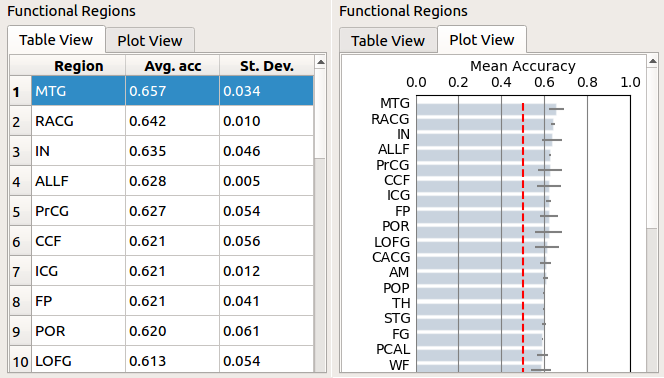 Functional Regions
Table View Plot View
Region Avg. acc St. Dev.
1 MTG 0.657 0.034
2 RACG 0.642 0.010
3 IN 0.635 0.046
4 ALLF 0.628 0.005
5 PrCG 0.627 0.054
6 CCF 0.621 0.056
7 ICG 0.621 0.012
8 FP 0.621 0.041
9 POR 0.620 0.061
10 LOFG 0.613 0.054
Functional Regions
Table View Plot View
Mean Accuracy
0.0 0.2 0.4 0.6 0.8 1.0
MTG
RACG
IN
ALLF
PrCG
CCF
ICG
FP
POR
LOFG
CACG
AM
POP
TH
STG
FG
PCAL
WF